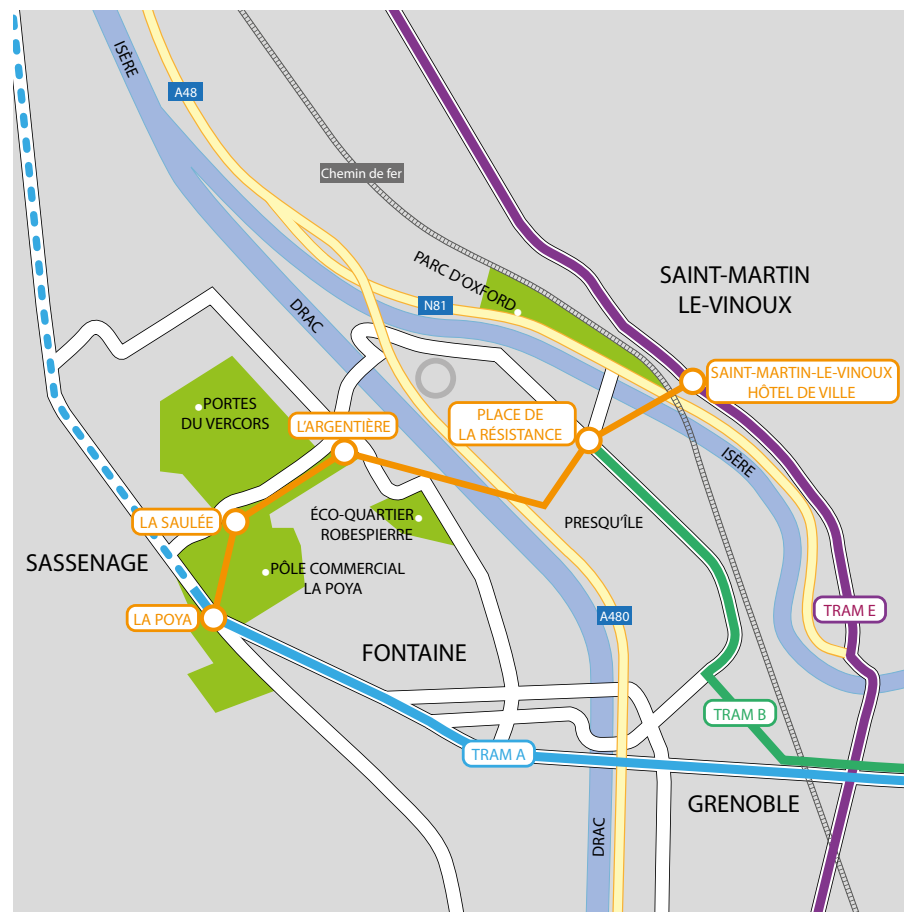 ISÈRE
A48
Chemin de fer
PARC D'OXFORD
SAINT-MARTIN
LE-VINOUX
N81
DRAC
SAINT-MARTIN-LE-VINOUX
HÔTEL DE VILLE
PORTES
DU VERCORS
L'ARGENTIÈRE
PLACE DE
LA RÉSISTANCE
ISÈRE
LA SAULÉE
ÉCO-QUARTIER
ROBESPIERRE
PRESQU'ÎLE
SASSENAGE
PÔLE COMMERCIAL
LA POYA
LA POYA
A480
TRAM E
FONTAINE
TRAM B
TRAM A
GRENOBLE
DRAC